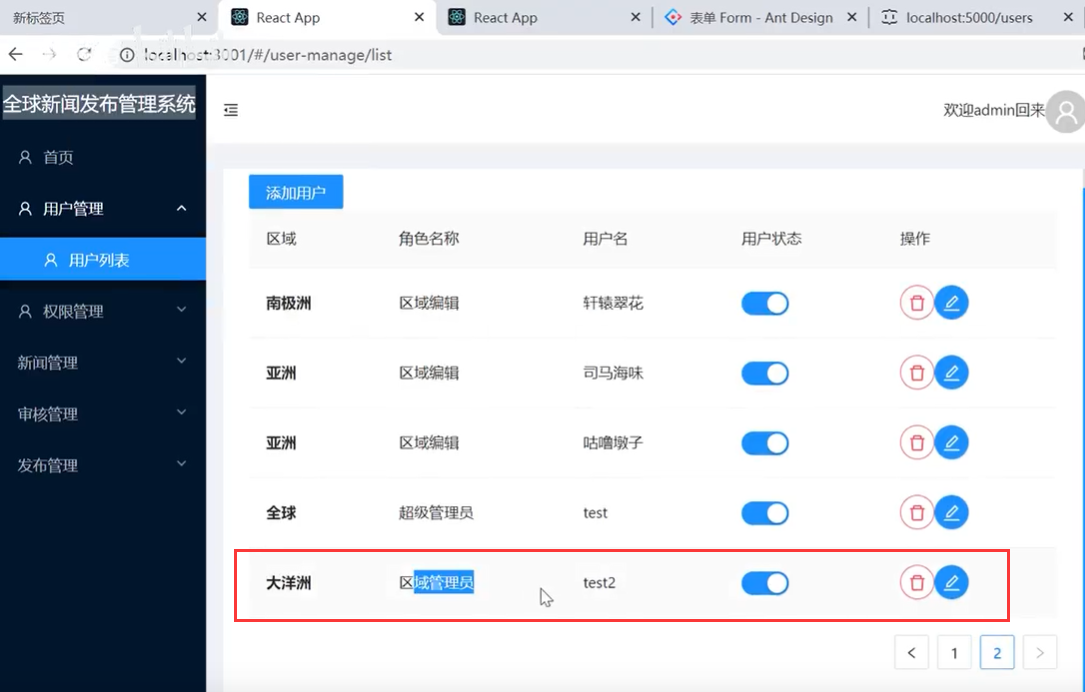 新标签页
React App
React App
表单 Form - Ant Design
localhost:5000/users
localhost:3001/#/user-manage/list
全球新闻发布管理系统
欢迎admin回来
首页
用户管理
用户列表
权限管理
新闻管理
审核管理
发布管理
添加用户
区域 角色名称 用户名 用户状态 操作
南极洲 区域编辑 轩辕翠花
亚洲 区域编辑 司马海味
亚洲 区域编辑 咕噜墩子
全球 超级管理员 test
大洋洲 区域管理员 test2
< 1 2 >